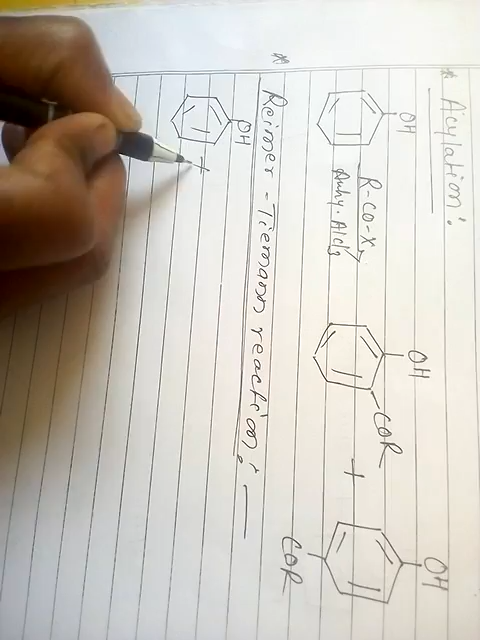 * Acylation:
OH R-CO-X, OH + OH
Anhy. AlCl3 COR COR
* Reimer-Tiemann reaction:-
OH +